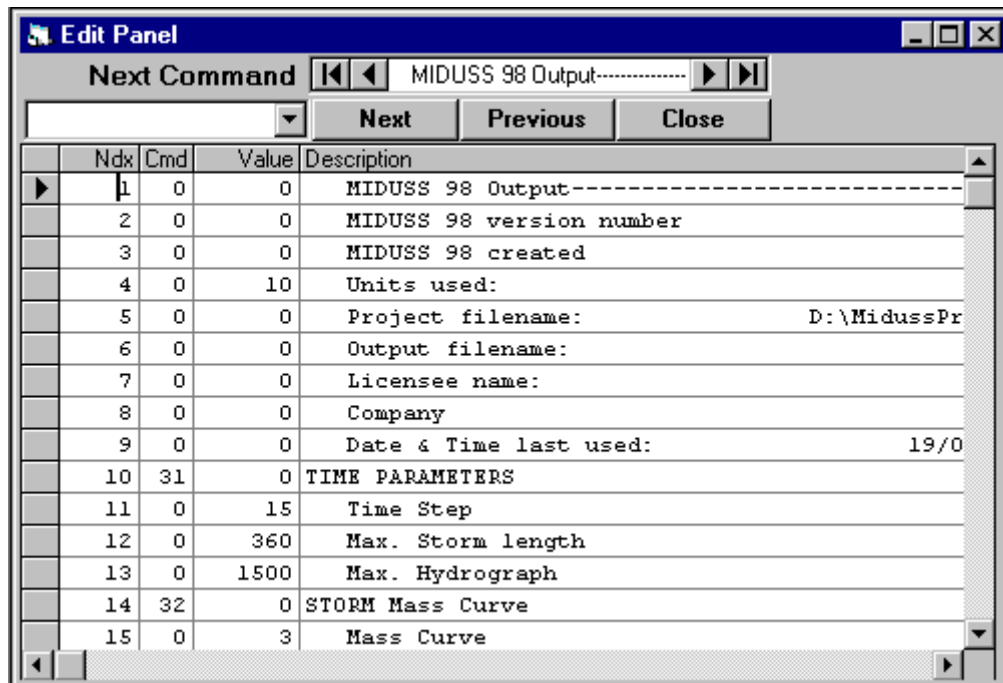 Edit Panel
Next Command MIDUSS 98 Output---------------
Next Previous Close
Ndx Cmd Value Description
1 0 0 MIDUSS 98 Output----------------------------
2 0 0 MIDUSS 98 version number
3 0 0 MIDUSS 98 created
4 0 10 Units used:
5 0 0 Project filename: D:\MidussPr
6 0 0 Output filename:
7 0 0 Licensee name:
8 0 0 Company
9 0 0 Date & Time last used: 19/0
10 31 0 TIME PARAMETERS
11 0 15 Time Step
12 0 360 Max. Storm length
13 0 1500 Max. Hydrograph
14 32 0 STORM Mass Curve
15 0 3 Mass Curve